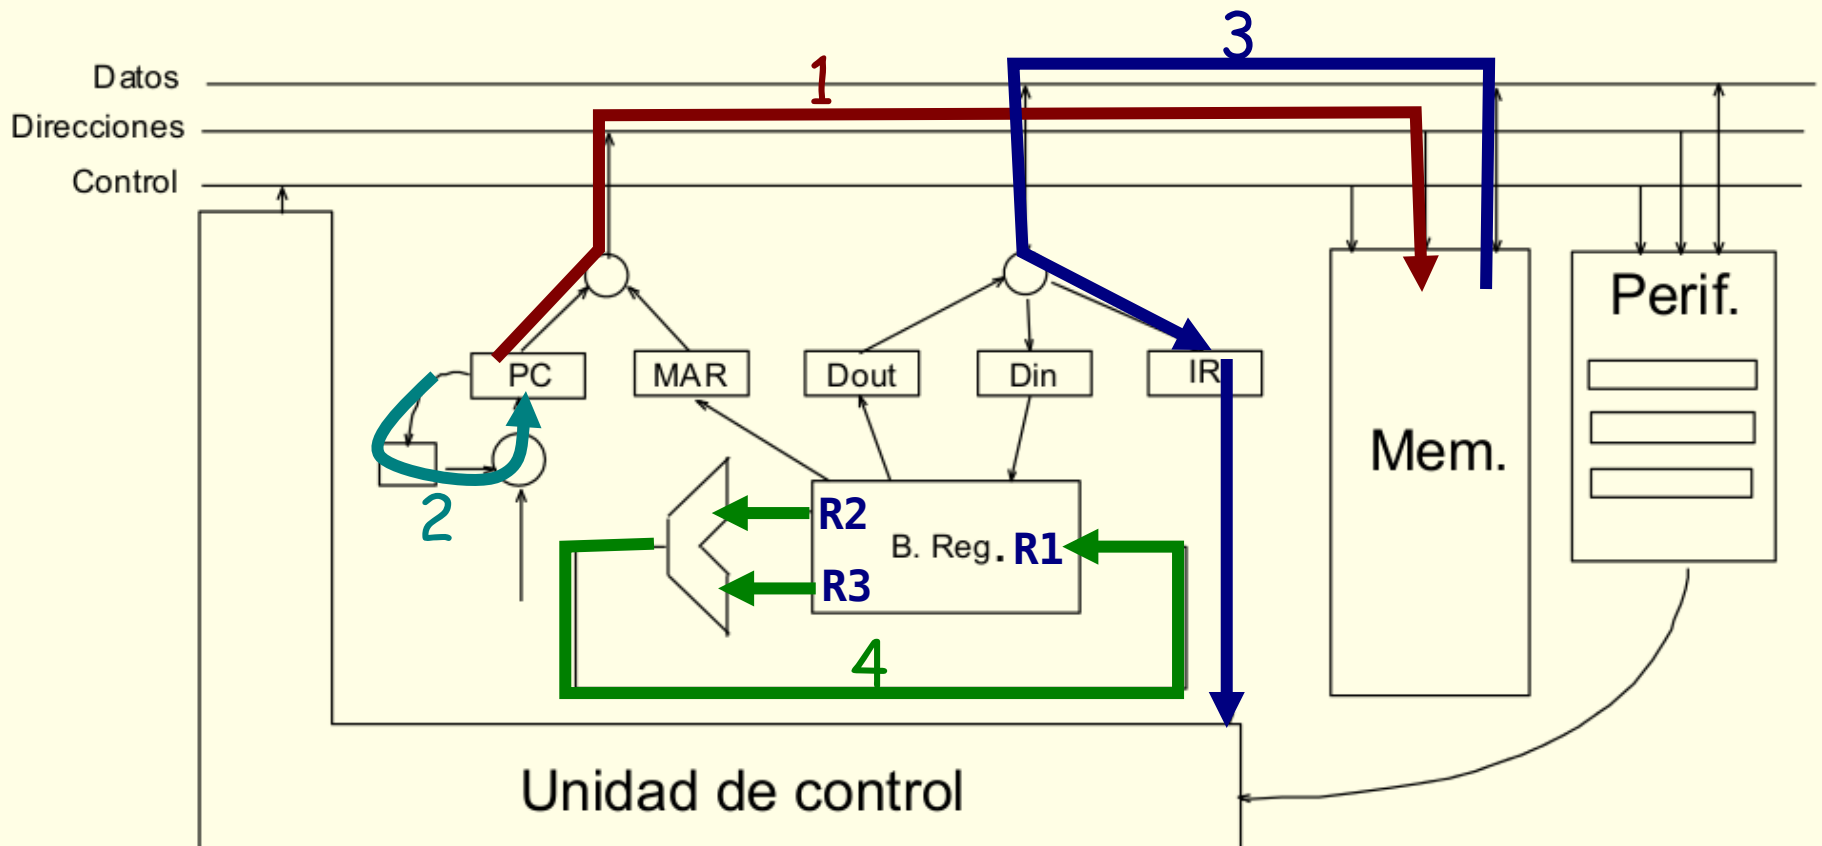 3
1
Datos
Direcciones
Control
Perif.
PC
MAR
Dout
Din
IR
Mem.
2
R2
B. Reg. R1
R3
4
Unidad de control